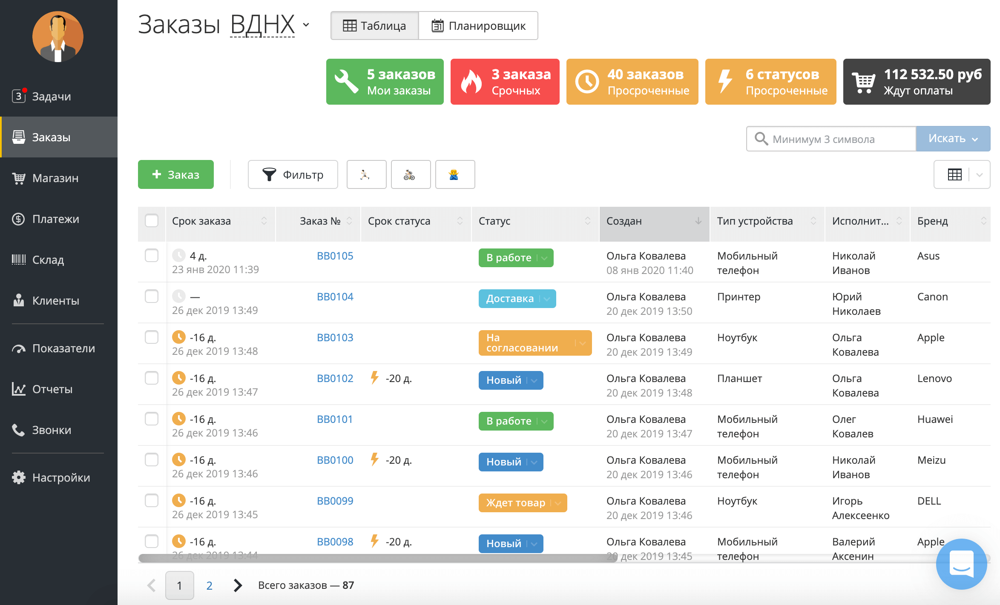 Заказы ВДНХ
Таблица
Планировщик
5 заказов
Мои заказы
3 заказа
Срочных
40 заказов
Просроченные
6 статусов
Просроченные
112 532.50 руб
Ждут оплаты
3 Задачи
Заказы
Магазин
Платежи
Склад
Клиенты
Показатели
Отчеты
Звонки
Настройки
Минимум 3 символа
Искать
+ Заказ
Фильтр
Срок заказа Заказ № Срок статуса Статус Создан Тип устройства Исполнит... Бренд
4 д. BB0105 В работе Ольга Ковалева Мобильный Николай Asus
23 янв 2020 11:39 08 янв 2020 11:40 телефон Иванов
— BB0104 Доставка Ольга Ковалева Принтер Юрий Canon
26 дек 2019 13:49 20 дек 2019 13:50 Николаев
-16 д. BB0103 На согласовании Ольга Ковалева Ноутбук Ольга Apple
26 дек 2019 13:48 20 дек 2019 13:49 Ковалева
-16 д. BB0102 -20 д. Новый Ольга Ковалева Планшет Ольга Lenovo
26 дек 2019 13:47 20 дек 2019 13:48 Ковалева
-16 д. BB0101 В работе Ольга Ковалева Мобильный Олег Huawei
26 дек 2019 13:46 20 дек 2019 13:47 телефон Ковалев
-16 д. BB0100 -20 д. Новый Ольга Ковалева Мобильный Николай Meizu
26 дек 2019 13:46 20 дек 2019 13:46 телефон Иванов
-16 д. BB0099 Ждет товар Ольга Ковалева Ноутбук Игорь DELL
26 дек 2019 13:45 20 дек 2019 13:46 Алексеенко
-16 д. BB0098 -20 д. Новый Ольга Ковалева Мобильный Валерий Apple
26 дек 2019 13:44 20 дек 2019 13:45 телефон Аксенин
1 2 Всего заказов — 87